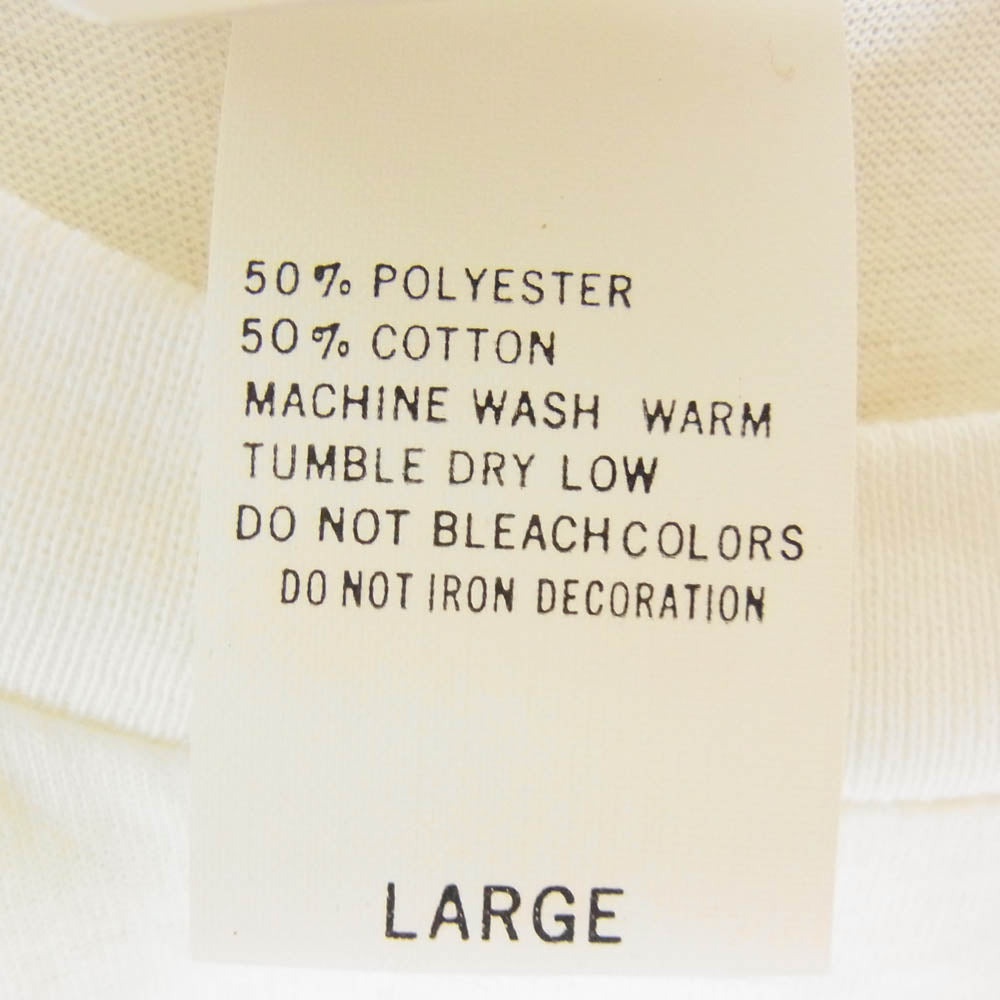 50% POLYESTER
50% COTTON
MACHINE WASH WARM
TUMBLE DRY LOW
DO NOT BLEACH COLORS
DO NOT IRON DECORATION
LARGE